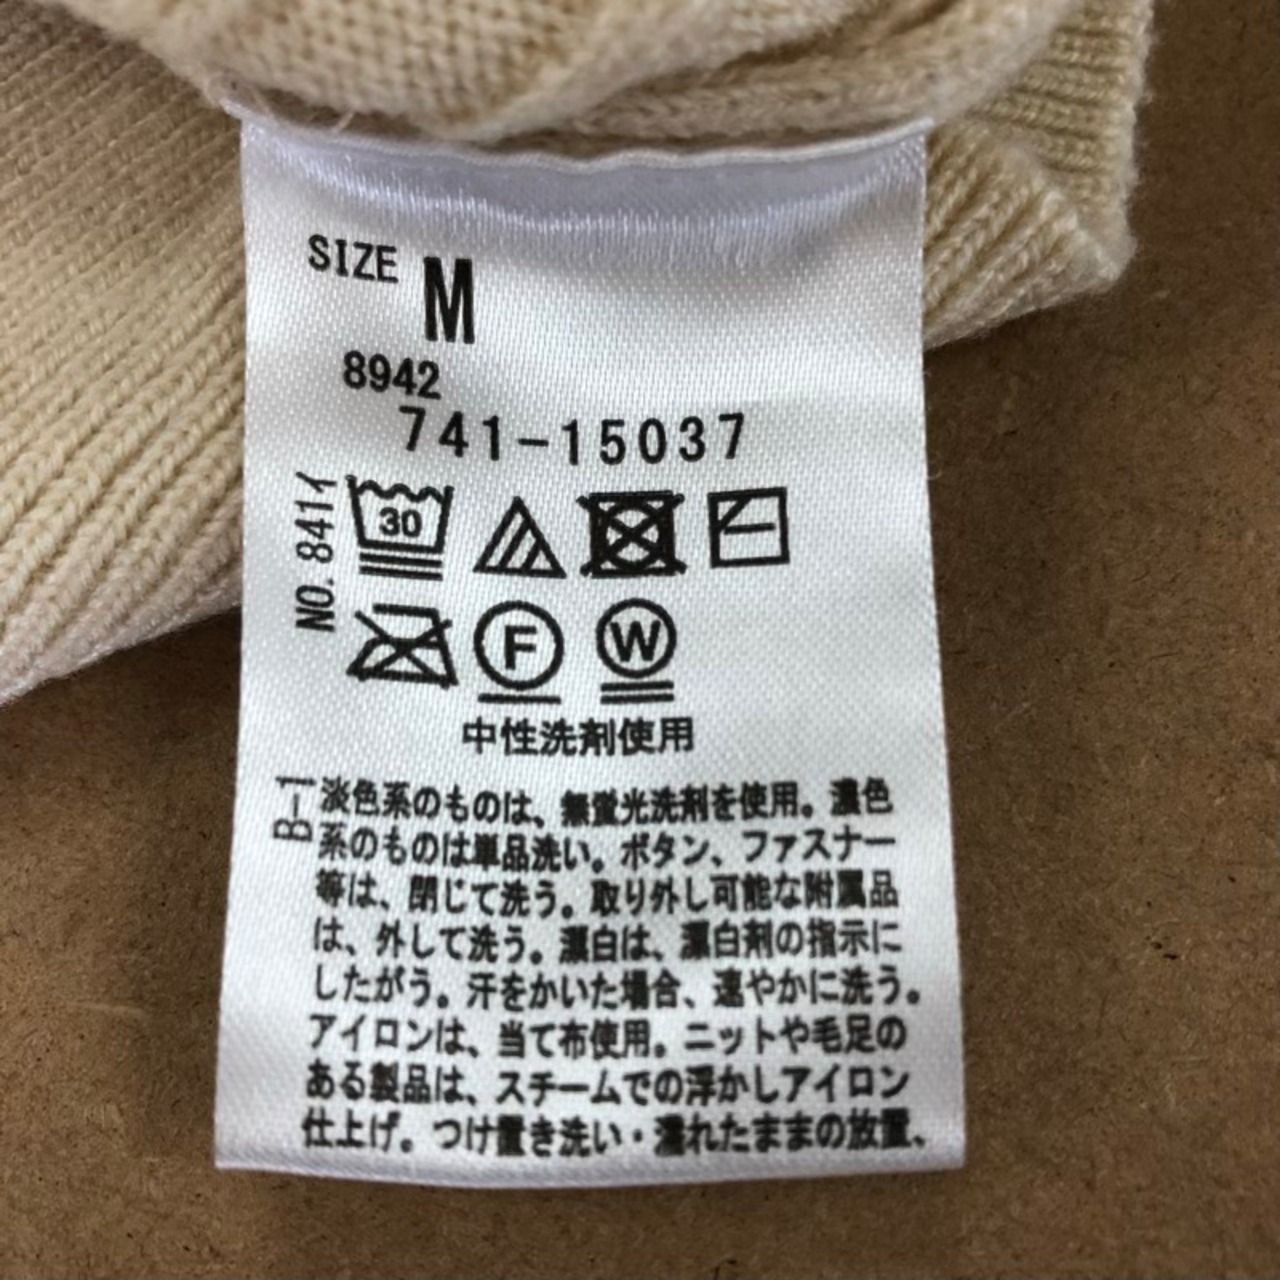 SIZE M
8942
741-15037
NO.841イ
30
F W
中性洗剤使用
B-1
淡色系のものは、無蛍光洗剤を使用。濃色
系のものは単品洗い。ボタン、ファスナー
等は、閉じて洗う。取り外し可能な附属品
は、外して洗う。漂白は、漂白剤の指示に
したがう。汗をかいた場合、速やかに洗う。
アイロンは、当て布使用。ニットや毛足の
ある製品は、スチームでの浮かしアイロン
仕上げ。つけ置き洗い・濡れたままの放置、